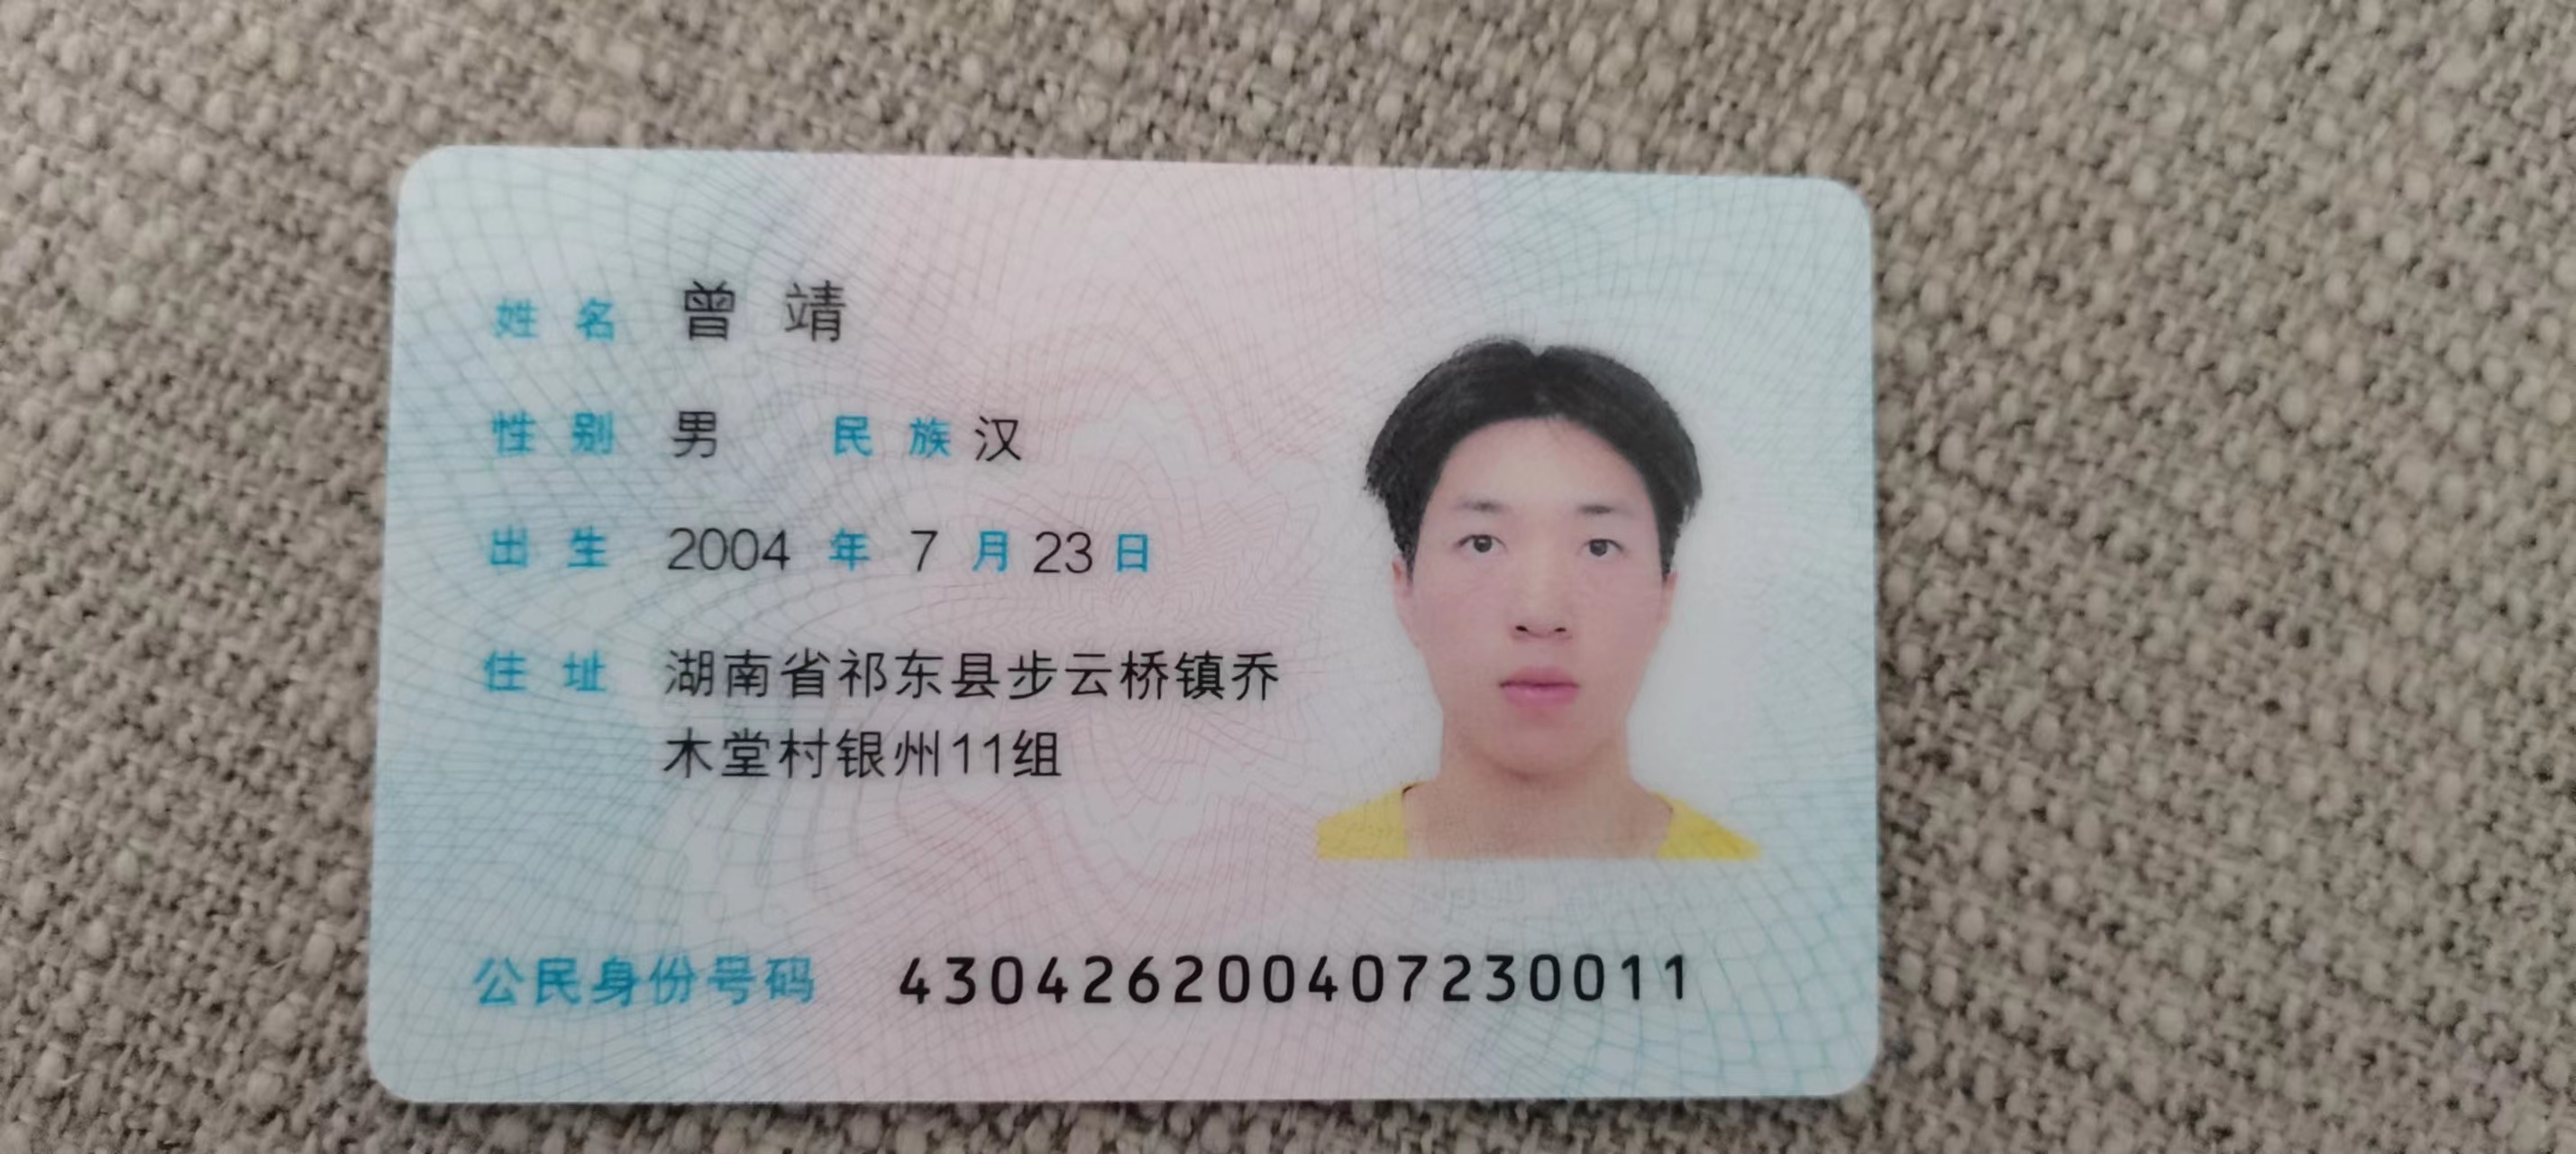 姓名 曾靖
性别 男 民族 汉
出生 2004 年 7 月 23 日
住址 湖南省祁东县步云桥镇乔
木堂村银州11组
公民身份号码 430426200407230011